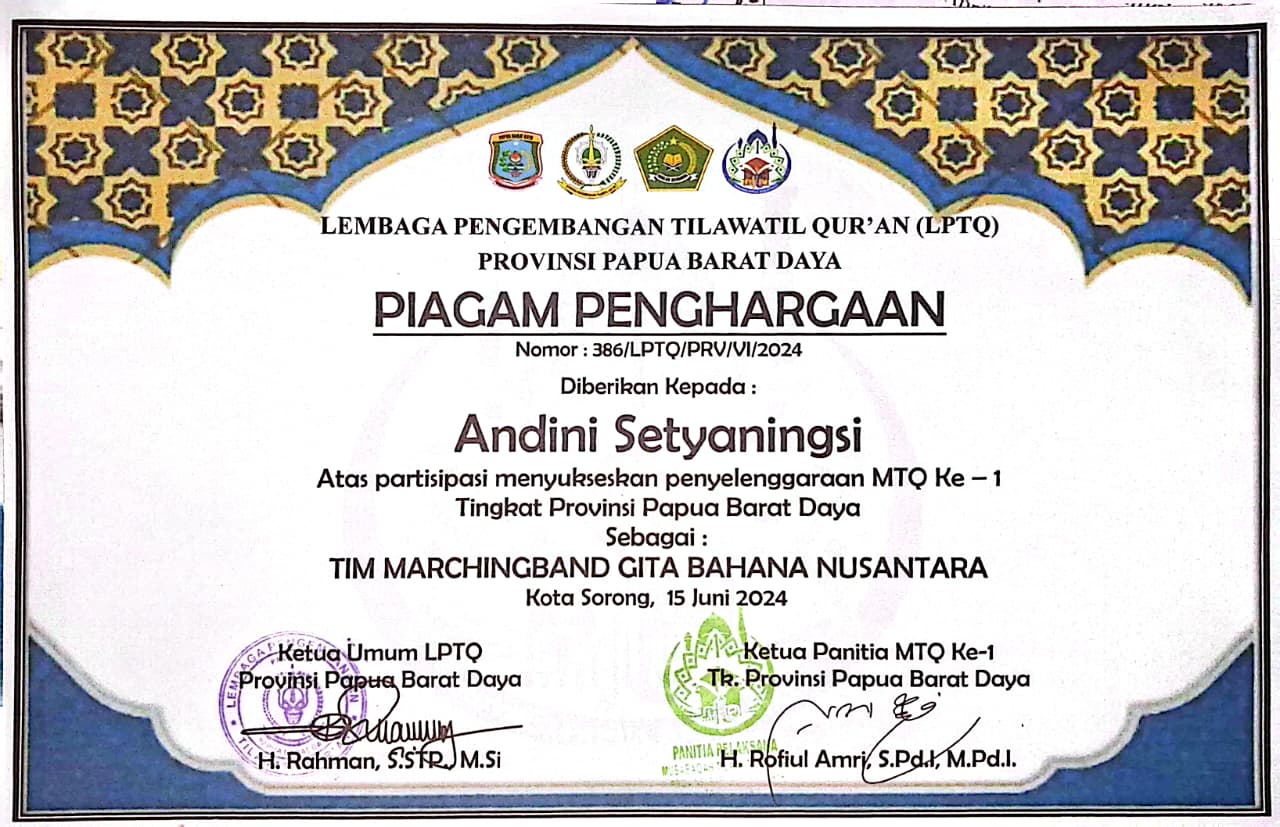 LEMBAGA PENGEMBANGAN TILAWATIL QUR’AN (LPTQ)
PROVINSI PAPUA BARAT DAYA
PIAGAM PENGHARGAAN
Nomor : 386/LPTQ/PRV/VI/2024
Diberikan Kepada :
Andini Setyaningsi
Atas partisipasi menyukseskan penyelenggaraan MTQ Ke – 1
Tingkat Provinsi Papua Barat Daya
Sebagai :
TIM MARCHINGBAND GITA BAHANA NUSANTARA
Kota Sorong, 15 Juni 2024
Ketua Umum LPTQ
Provinsi Papua Barat Daya
H. Rahman, S.STP., M.Si
Ketua Panitia MTQ Ke-1
Tk. Provinsi Papua Barat Daya
PANITIA PELAKSANA
H. Rofiul Amri, S.Pd.I, M.Pd.I.